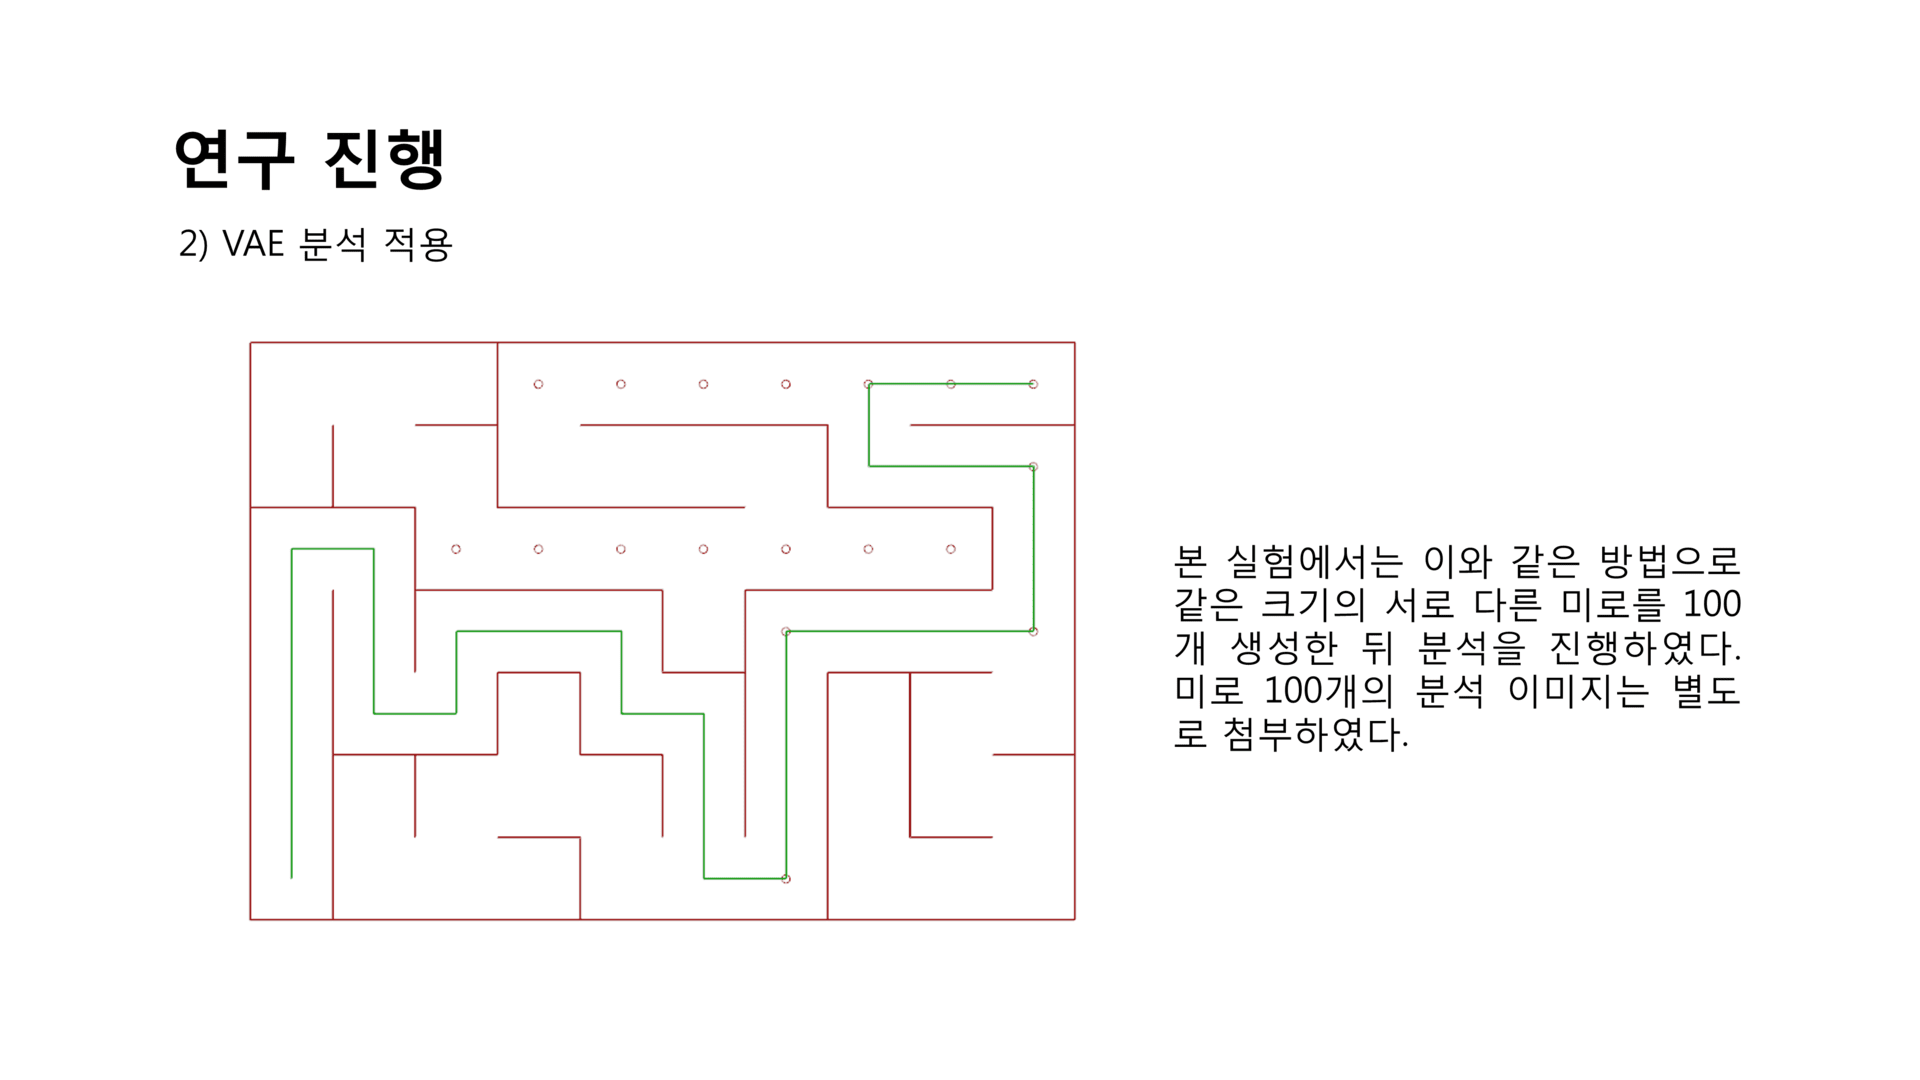 연구 진행
2) VAE 분석 적용
본 실험에서는 이와 같은 방법으로
같은 크기의 서로 다른 미로를 100
개 생성한 뒤 분석을 진행하였다.
미로 100개의 분석 이미지는 별도
로 첨부하였다.